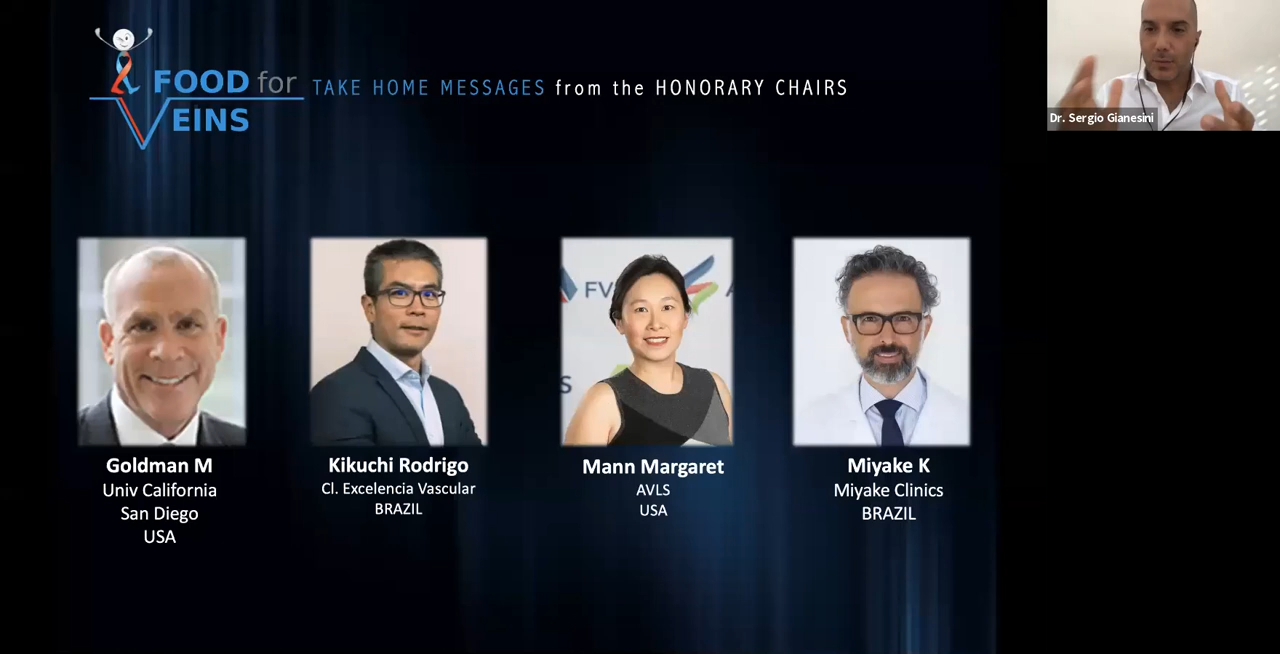 FOOD for
VEINS
TAKE HOME MESSAGES from the HONORARY CHAIRS
Dr. Sergio Gianesini
FV
S
Goldman M
Univ California
San Diego
USA
Kikuchi Rodrigo
Cl. Excelencia Vascular
BRAZIL
Mann Margaret
AVLS
USA
Miyake K
Miyake Clinics
BRAZIL